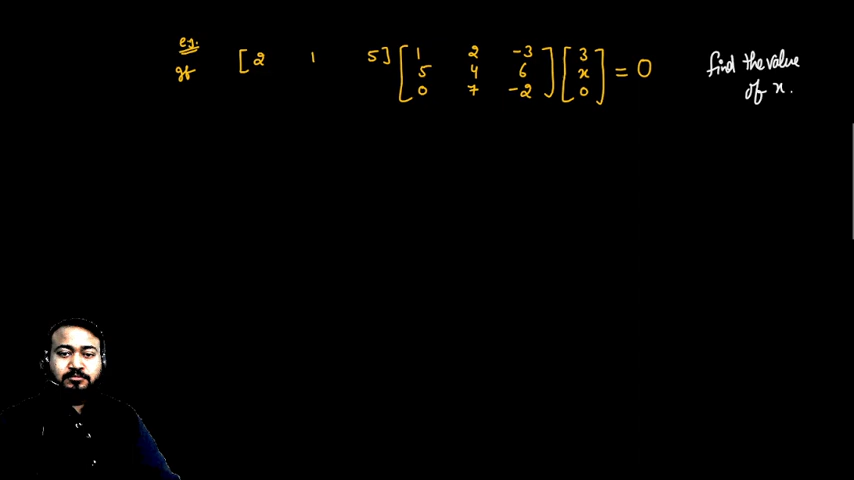 eg.
If [2 1 5] [1 2 -3 [3
5 4 6 x = 0
0 7 -2] 0]
find the value
of x.